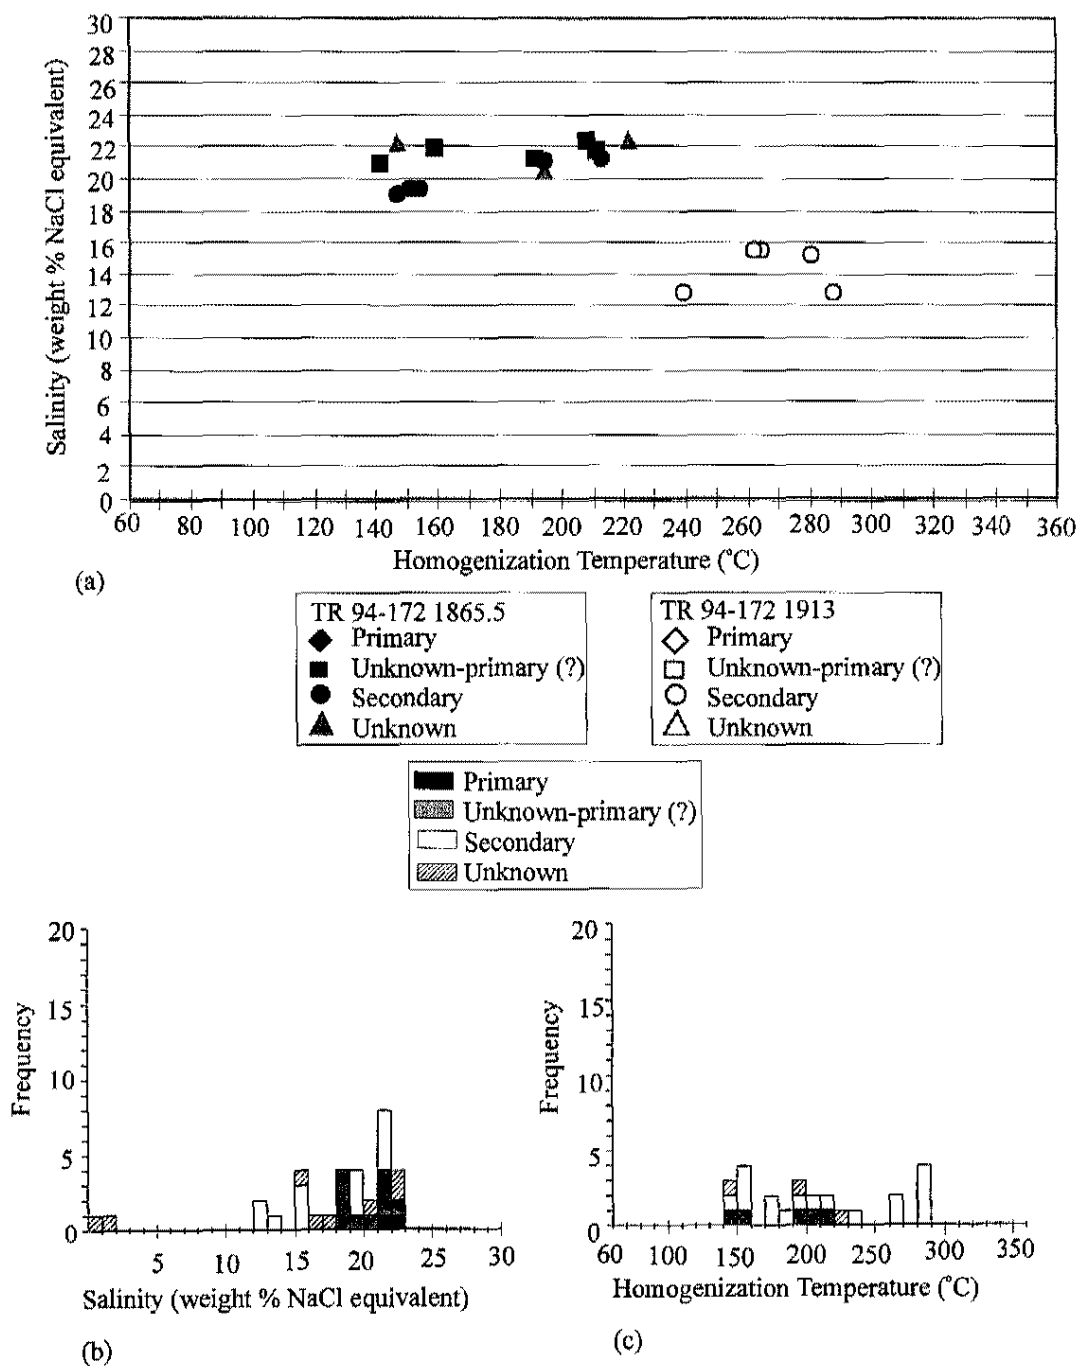 30
28
26
24
22
20
18
16
14
12
10
8
6
4
2
0
Salinity (weight % NaCl equivalent)
60 80 100 120 140 160 180 200 220 240 260 280 300 320 340 360
Homogenization Temperature (°C)
(a)
TR 94-172 1865.5
Primary
Unknown-primary (?)
Secondary
Unknown
TR 94-172 1913
Primary
Unknown-primary (?)
Secondary
Unknown
Primary
Unknown-primary (?)
Secondary
Unknown
20
15
10
5
0
Frequency
5 10 15 20 25 30
Salinity (weight % NaCl equivalent)
(b)
20
15
10
5
0
Frequency
60 100 150 200 250 300 350
Homogenization Temperature (°C)
(c)